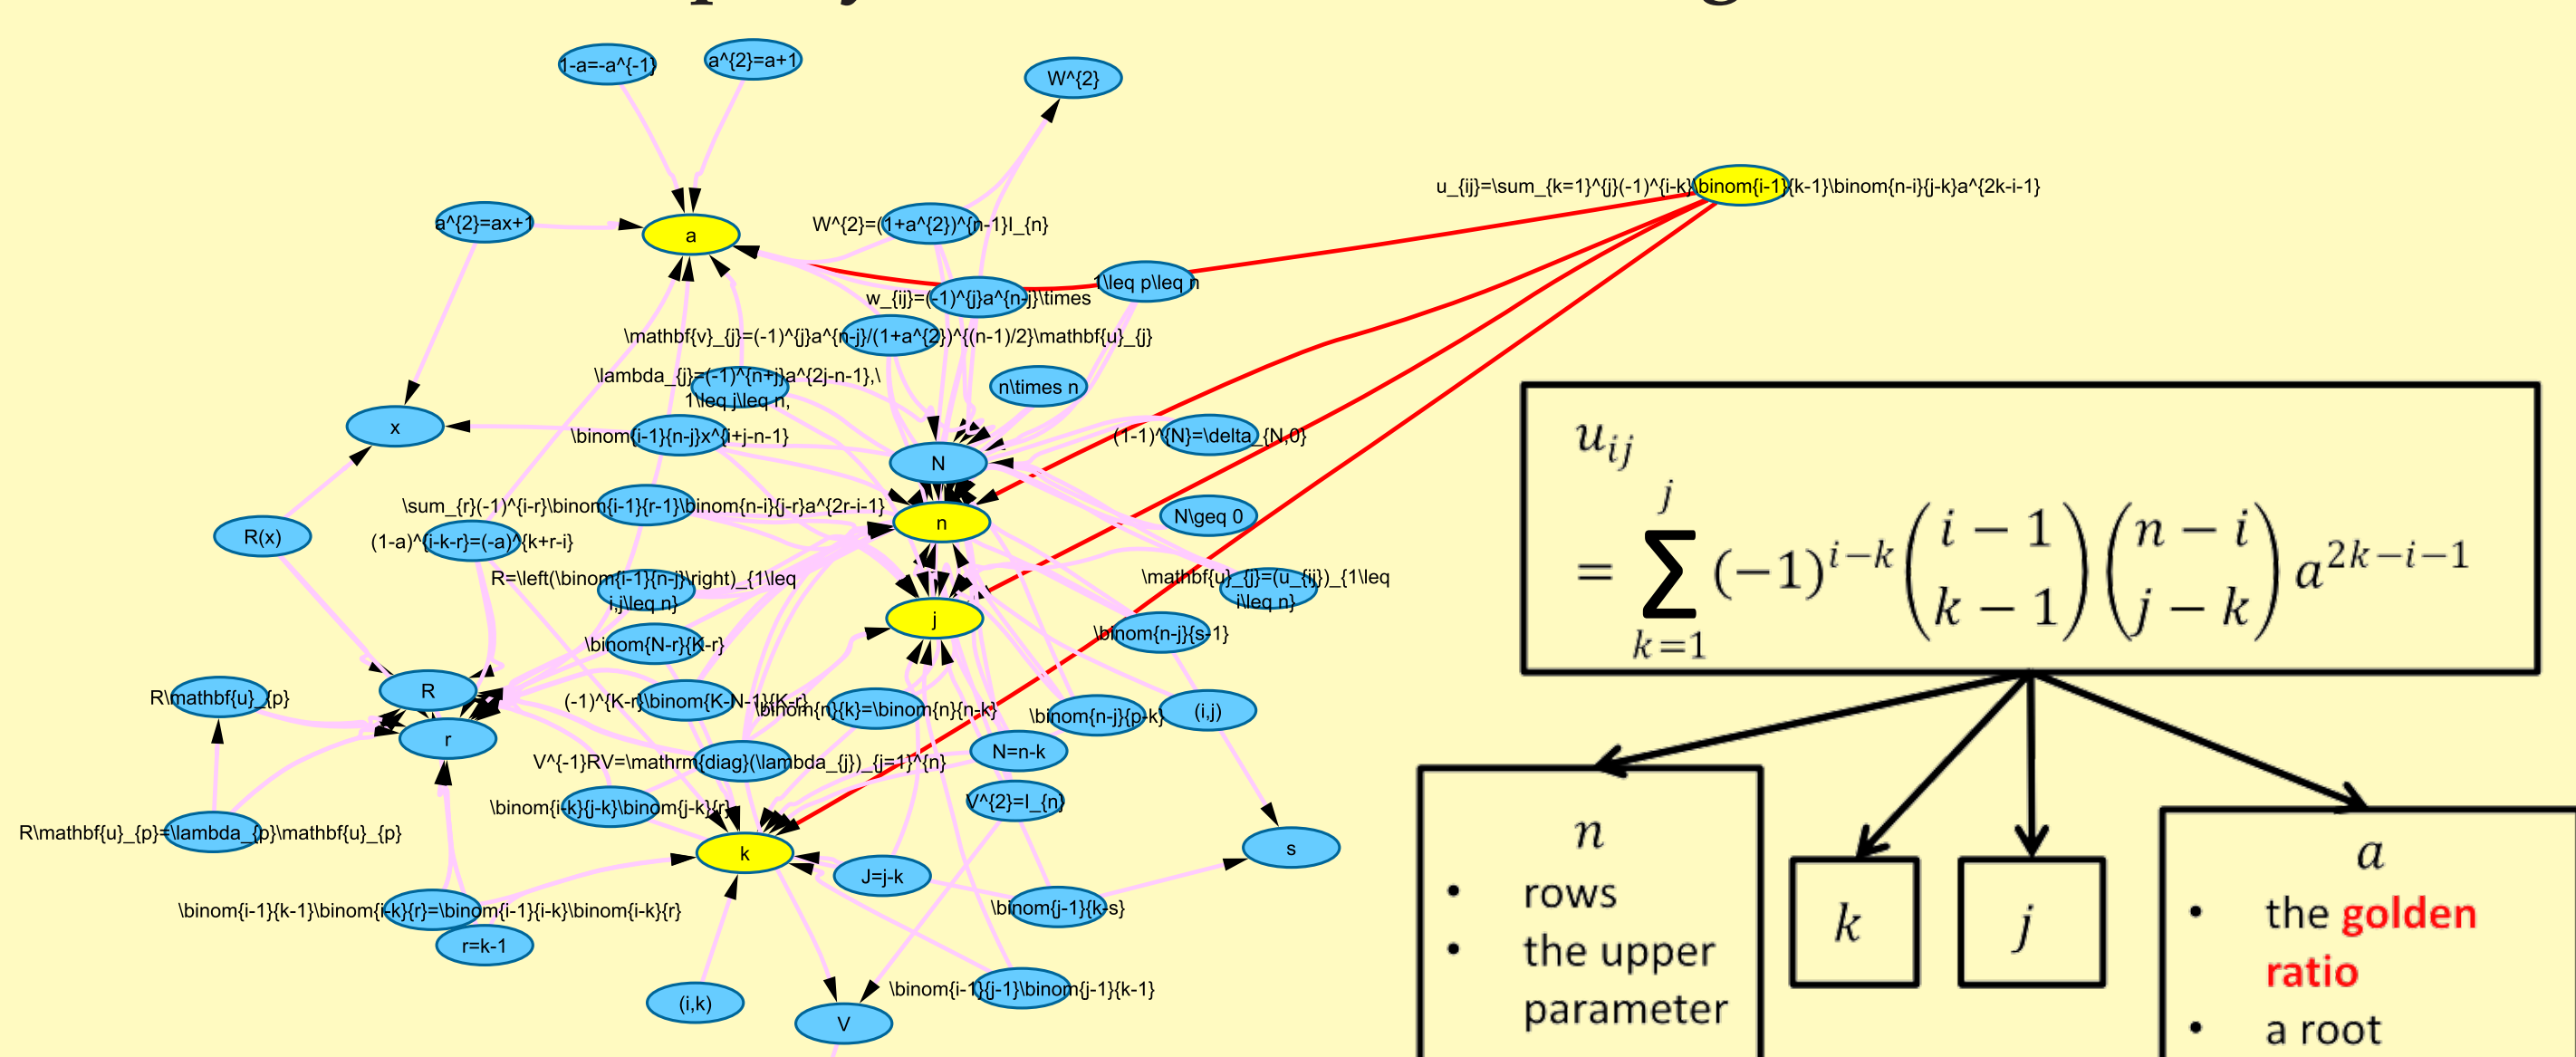 1-a=-a^{-1}
a^{2}=a+1
W^{2}
u_{ij}=\sum_{k=1}^{j}(-1)^{i-k}\binom{i-1}{k-1}\binom{n-i}{j-k}a^{2k-i-1}
a^{2}=ax+1
a
W^{2}=(1+a^{2})^{n-1}I_{n}
1\leq p\leq n
w_{ij}=(-1)^{j}a^{n-j}\times
\mathbf{v}_{j}=(-1)^{j}a^{n-j}/(1+a^{2})^{(n-1)/2}\mathbf{u}_{j}
\lambda_{j}=(-1)^{n+j}a^{2j-n-1},\
1\leq j\leq n,
n\times n
x
\binom{i-1}{n-j}x^{i+j-n-1}
(1-1)^{N}=\delta_{N,0}
N
\sum_{r}(-1)^{i-r}\binom{i-1}{r-1}\binom{n-i}{j-r}a^{2r-i-1}
n
N\geq 0
R(x)
(1-a)^{i-k-r}=(-a)^{k+r-i}
R=\left(\binom{i-1}{n-j}\right)_{1\leq
i,j\leq n}
\mathbf{u}_{j}=(u_{ij})_{1\leq
i\leq n}
j
\binom{n-j}{s-1}
\binom{N-r}{K-r}
R\mathbf{u}_{p}
R
(-1)^{K-r}\binom{K-N-1}{K-r}
\binom{n}{k}=\binom{n}{n-k}
\binom{n-j}{p-k}
(i,j)
r
V^{-1}RV=\mathrm{diag}(\lambda_{j})_{j=1}^{n}
N=n-k
\binom{i-k}{j-k}\binom{j-k}{r}
V^{2}=I_{n}
R\mathbf{u}_{p}=\lambda_{p}\mathbf{u}_{p}
k
s
J=j-k
\binom{i-1}{k-1}\binom{i-k}{r}=\binom{i-1}{i-k}\binom{i-k}{r}
\binom{j-1}{k-s}
r=k-1
(i,k)
\binom{i-1}{j-1}\binom{j-1}{k-1}
V
u_{ij}
= \sum_{k=1}^{j} (-1)^{i-k} \binom{i-1}{k-1} \binom{n-i}{j-k} a^{2k-i-1}
n
• rows
• the upper
parameter
k
j
a
• the golden
ratio
• a root